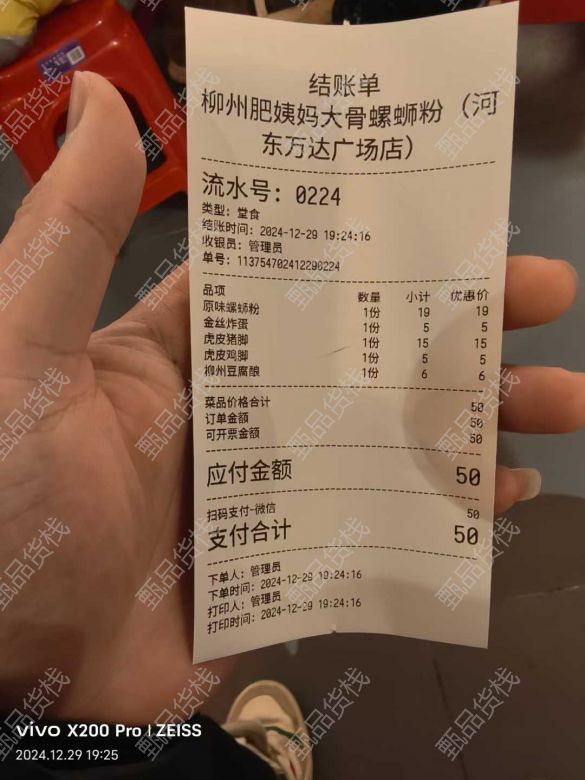 结账单
柳州肥姨妈大骨螺蛳粉（河
东万达广场店）
流水号：0224
类型：堂食
结账时间：2024-12-29 19:24:16
收银员：管理员
单号：113754702412290224
品项 数量 小计 优惠价
原味螺蛳粉 1份 19 19
金丝炸蛋 1份 5 5
虎皮猪脚 1份 15 15
虎皮鸡脚 1份 5 5
柳州豆腐酿 1份 6 6
菜品价格合计 50
订单金额 50
可开票金额 50
应付金额 50
扫码支付-微信 50
支付合计 50
下单人：管理员
下单时间：2024-12-29 19:24:16
打印人：管理员
打印时间：2024-12-29 19:24:16
vivo X200 Pro | ZEISS
2024.12.29 19:25
甄品货栈